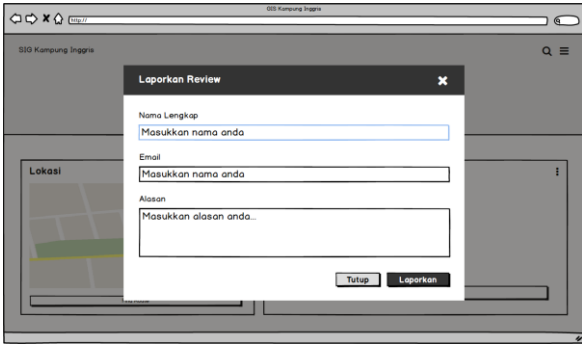 GIS Kampung Inggris
http://
SIG Kampung Inggris
Laporkan Review
Nama Lengkap
Masukkan nama anda
Email
Masukkan nama anda
Alasan
Masukkan alasan anda...
Tutup
Laporkan
Lokasi